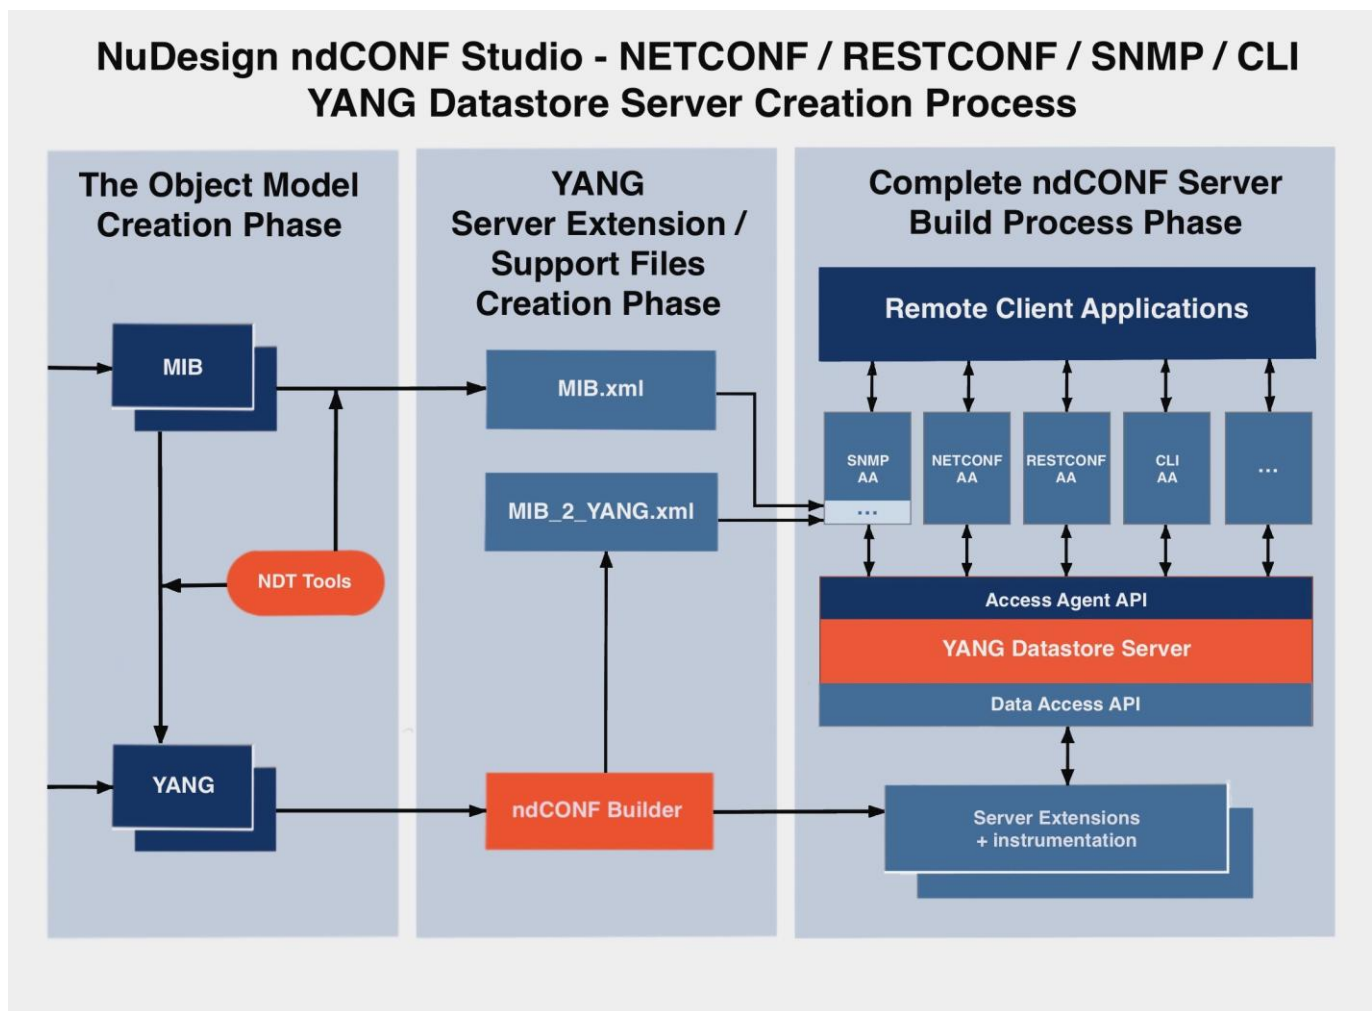 NuDesign ndCONF Studio - NETCONF / RESTCONF / SNMP / CLI
YANG Datastore Server Creation Process
The Object Model
Creation Phase
MIB
NDT Tools
YANG
YANG
Server Extension /
Support Files
Creation Phase
MIB.xml
MIB_2_YANG.xml
ndCONF Builder
Complete ndCONF Server
Build Process Phase
Remote Client Applications
SNMP
AA
...
NETCONF
AA
RESTCONF
AA
CLI
AA
...
Access Agent API
YANG Datastore Server
Data Access API
Server Extensions
+ instrumentation